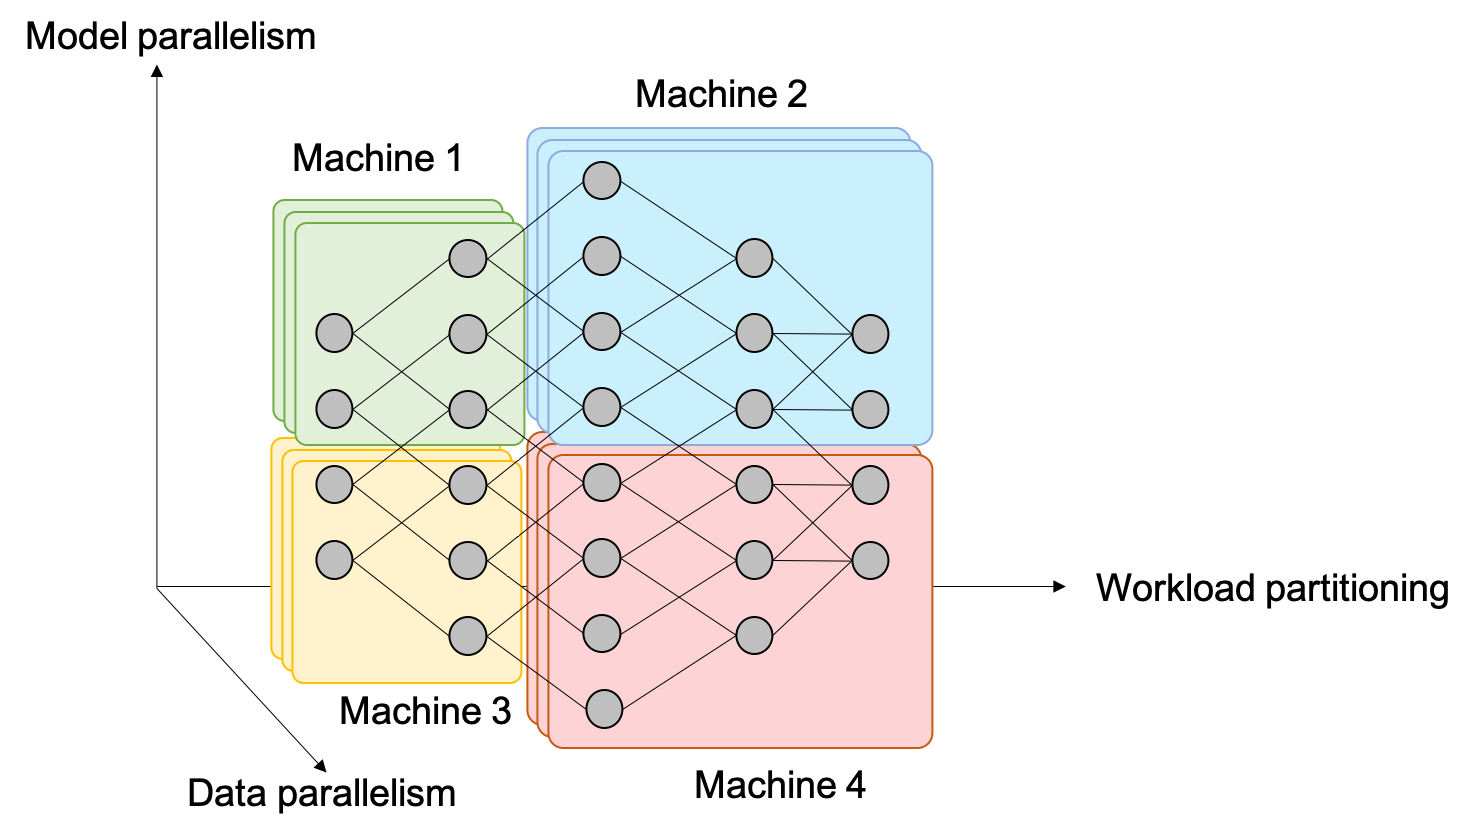 Model parallelism
Machine 2
Machine 1
Workload partitioning
Machine 3
Machine 4
Data parallelism